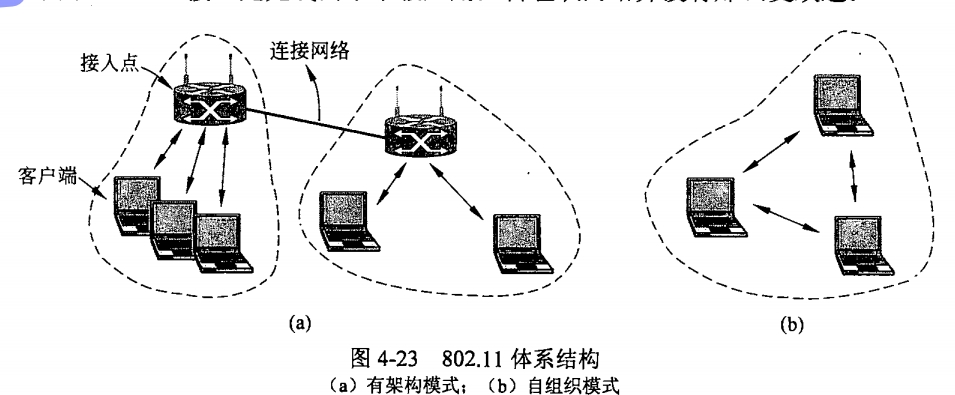 接入点
连接网络
客户端
(a)
(b)
图 4-23 802.11 体系结构
（a）有架构模式；（b）自组织模式